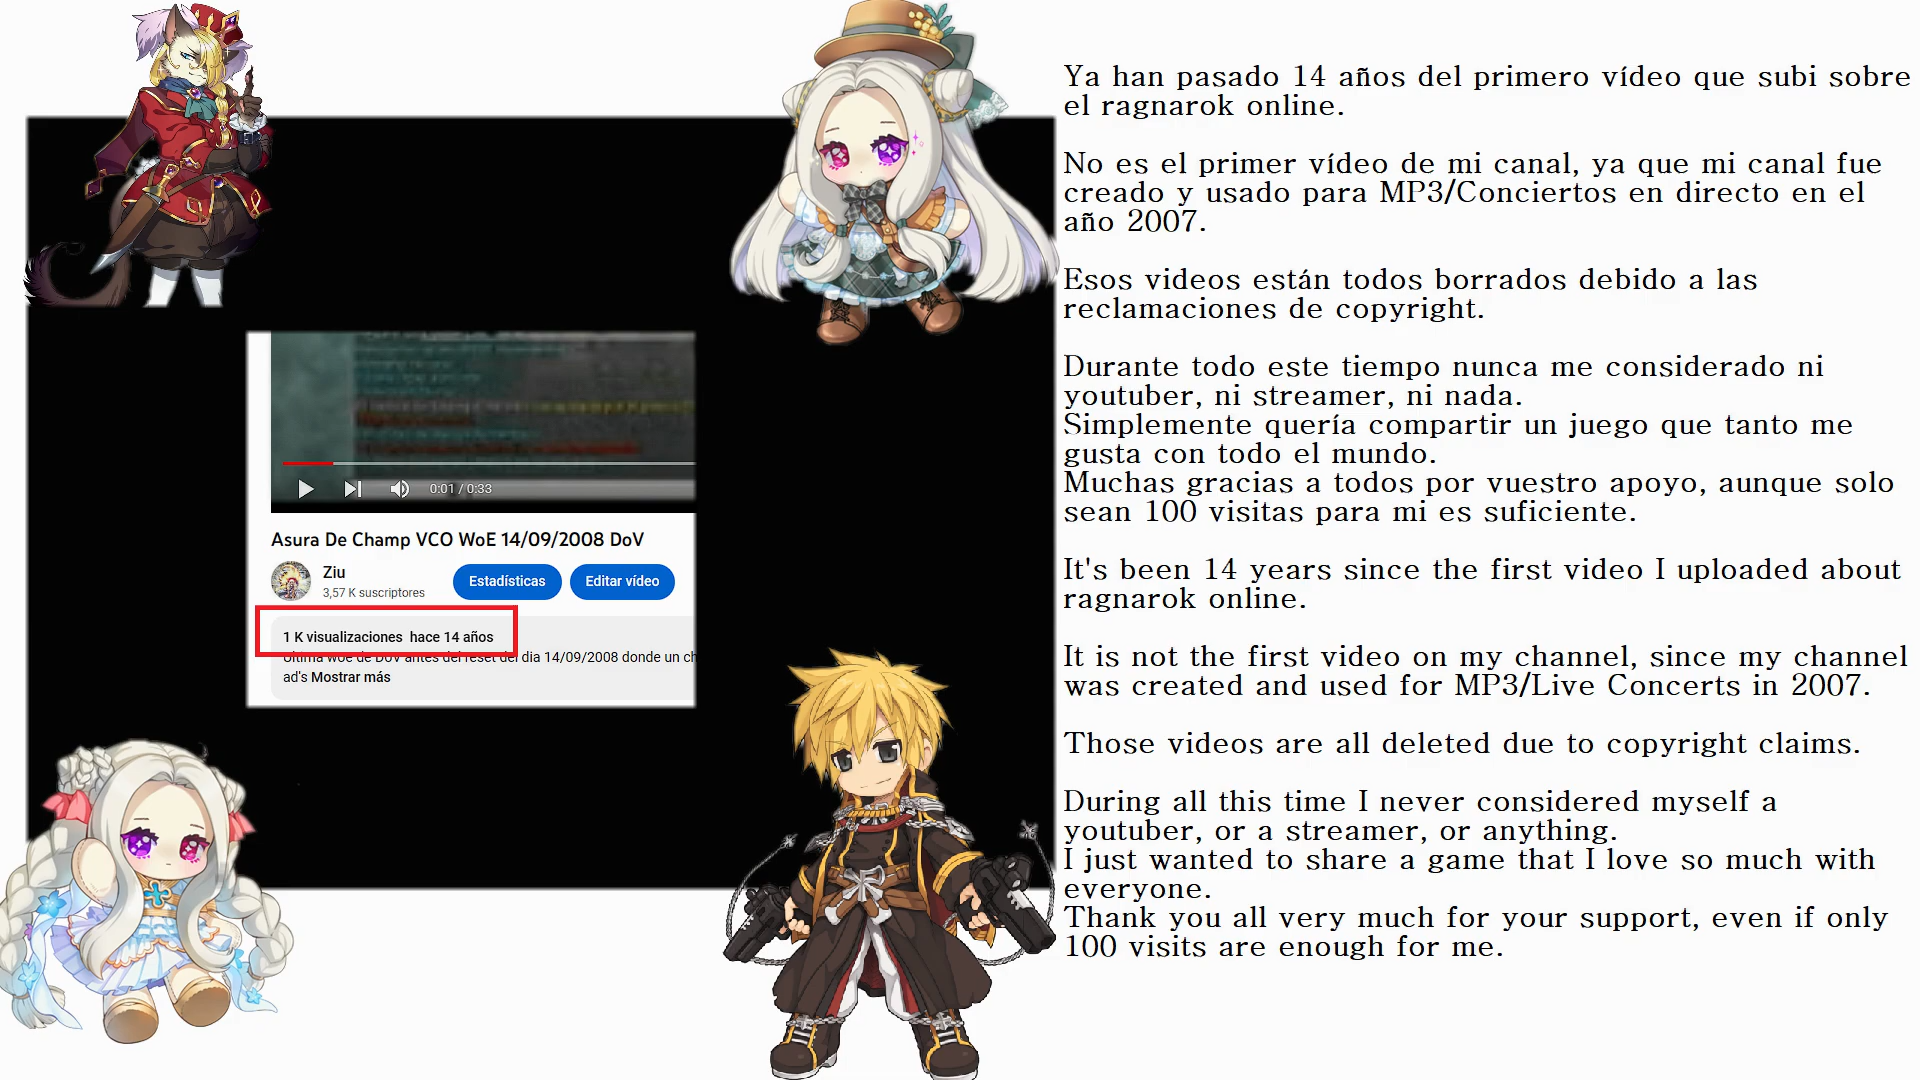 Ya han pasado 14 años del primero vídeo que subi sobre
el ragnarok online.
No es el primer vídeo de mi canal, ya que mi canal fue
creado y usado para MP3/Conciertos en directo en el
año 2007.
Esos videos están todos borrados debido a las
reclamaciones de copyright.
Durante todo este tiempo nunca me considerado ni
youtuber, ni streamer, ni nada.
Simplemente quería compartir un juego que tanto me
gusta con todo el mundo.
Muchas gracias a todos por vuestro apoyo, aunque solo
sean 100 visitas para mi es suficiente.
It's been 14 years since the first video I uploaded about
ragnarok online.
It is not the first video on my channel, since my channel
was created and used for MP3/Live Concerts in 2007.
Those videos are all deleted due to copyright claims.
During all this time I never considered myself a
youtuber, or a streamer, or anything.
I just wanted to share a game that I love so much with
everyone.
Thank you all very much for your support, even if only
100 visits are enough for me.
0:01 / 0:33
Asura De Champ VCO WoE 14/09/2008 DoV
Ziu
3,57 K suscriptores
Estadísticas
Editar vídeo
1 K visualizaciones hace 14 años
Ultima woe de DoV antes del reset del dia 14/09/2008 donde un ch
ad's Mostrar más